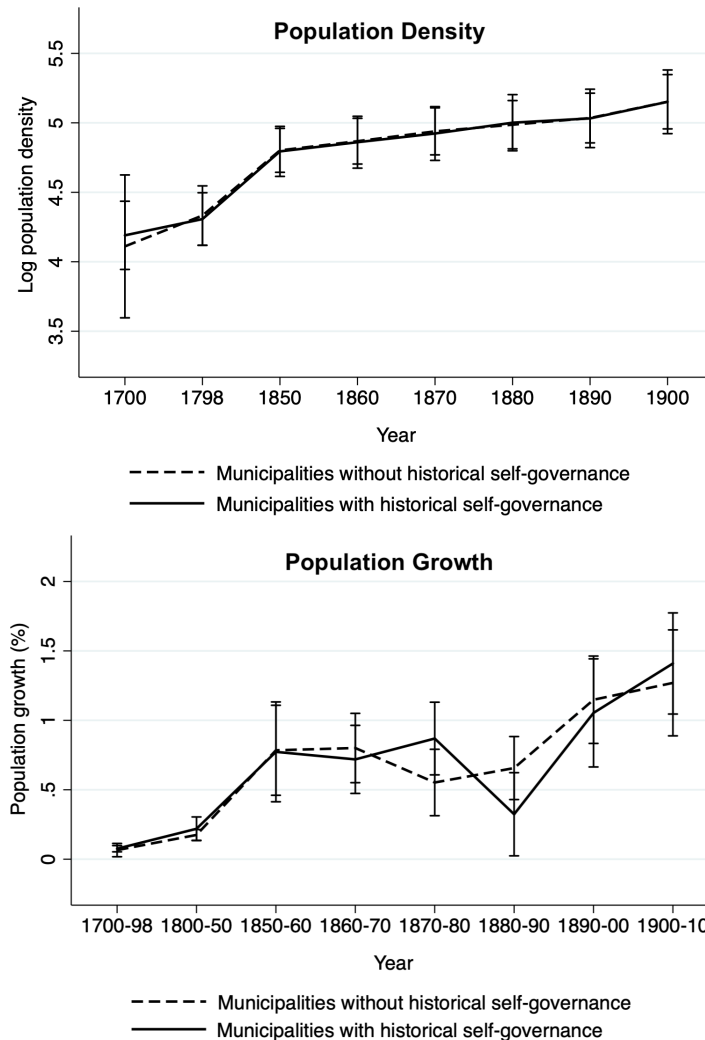 Population Density
Log population density
5.5
5
4.5
4
3.5
1700 1798 1850 1860 1870 1880 1890 1900
Year
Municipalities without historical self-governance
Municipalities with historical self-governance
Population Growth
Population growth (%)
2
1.5
1
.5
0
1700-98 1800-50 1850-60 1860-70 1870-80 1880-90 1890-00 1900-10
Year
Municipalities without historical self-governance
Municipalities with historical self-governance